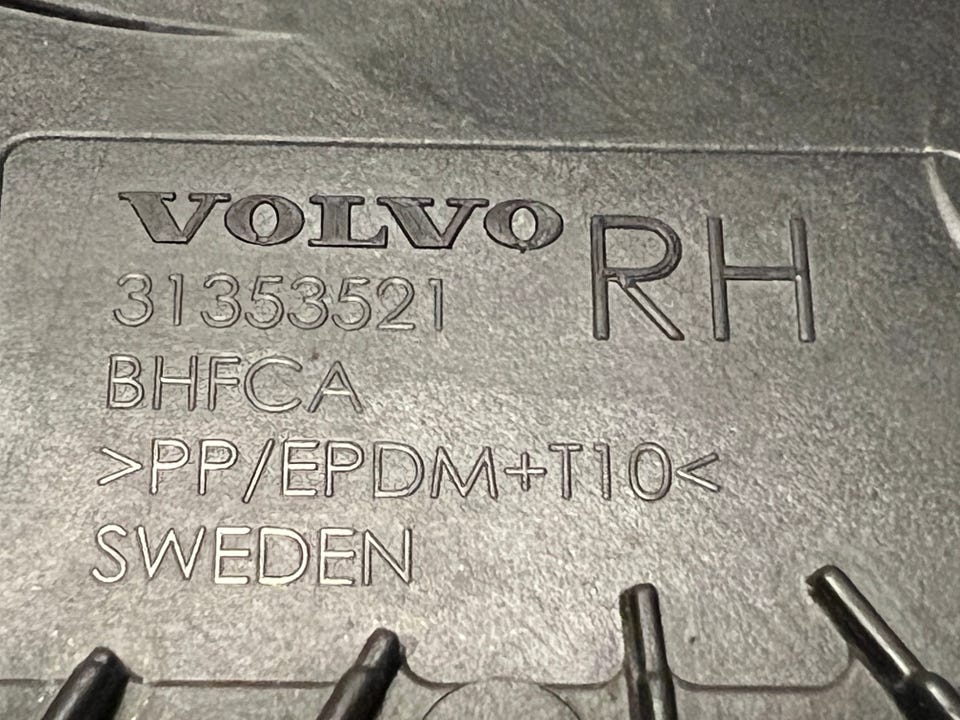 VOLVO RH
31353521
BHFCA
>PP/EPDM+T10<
SWEDEN